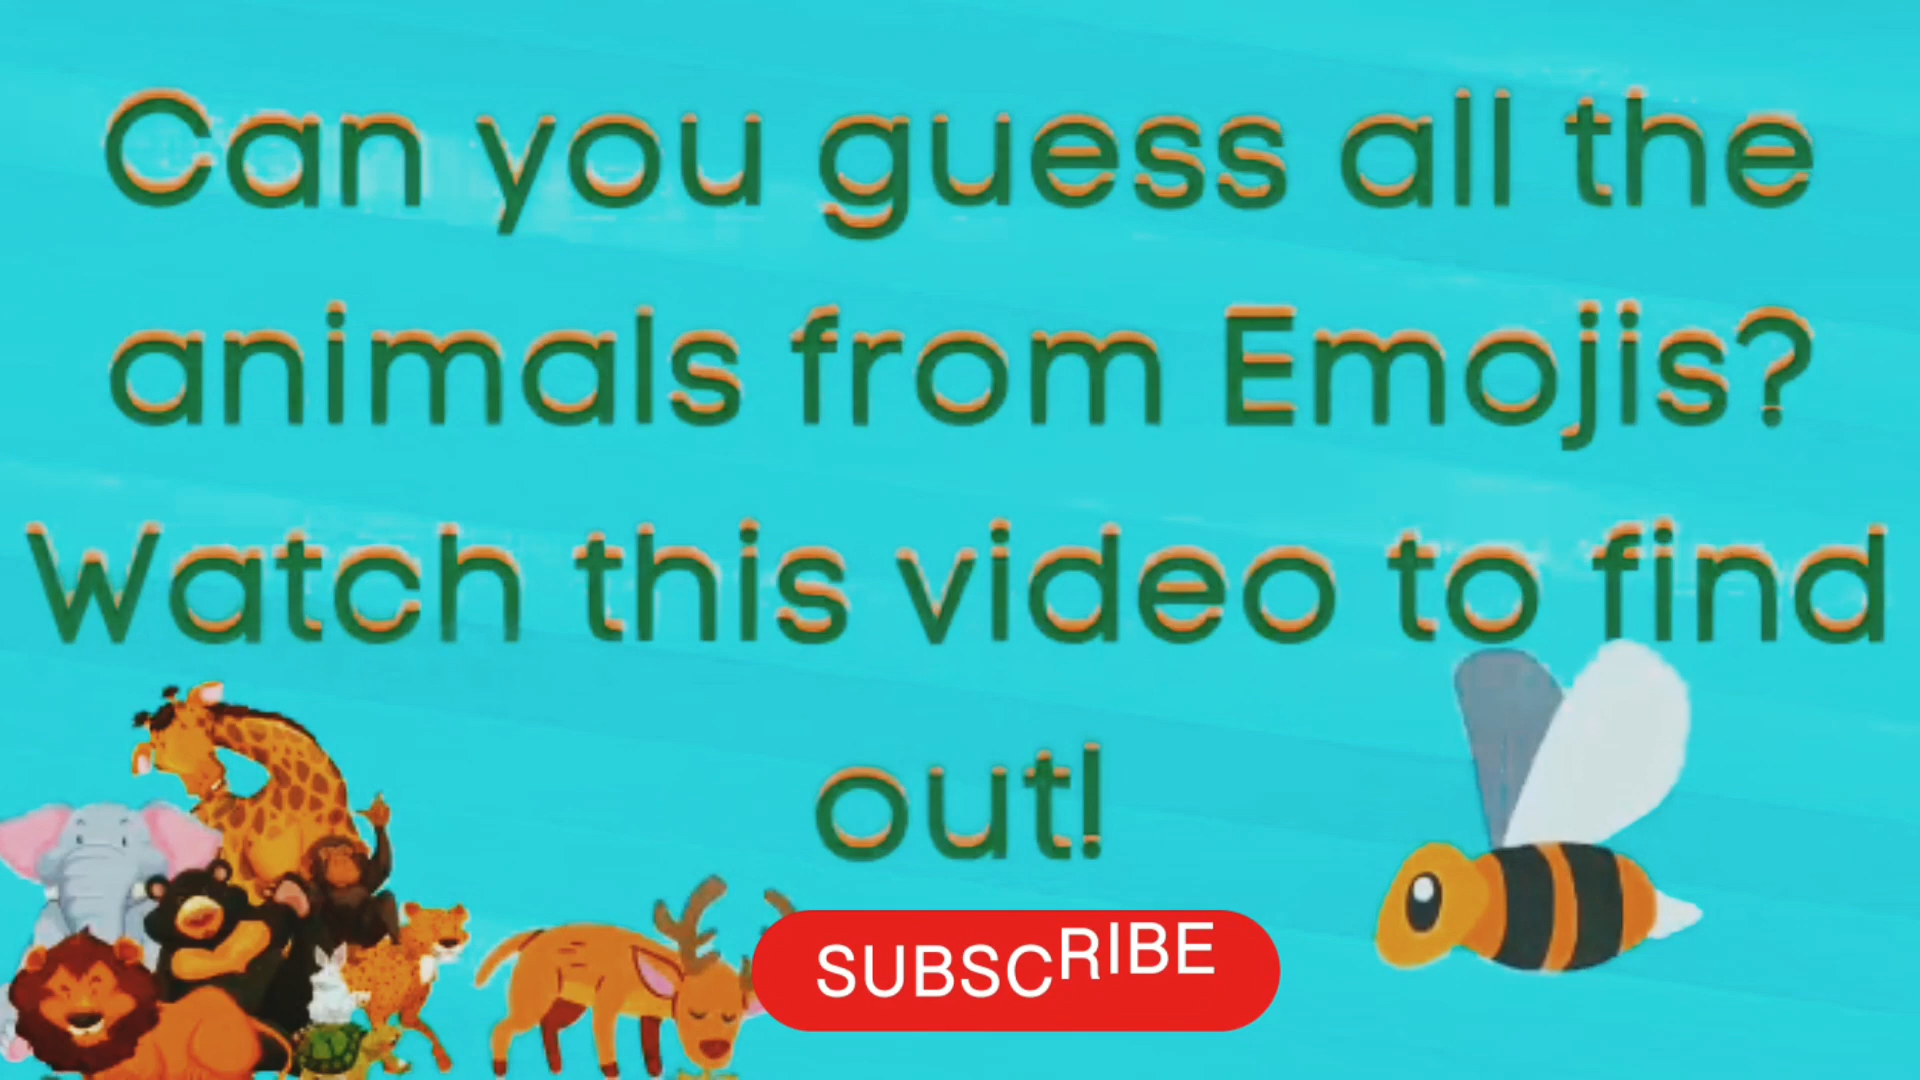 Can you guess all the
animals from Emojis?
Watch this video to find
out!
SUBSCRIBE